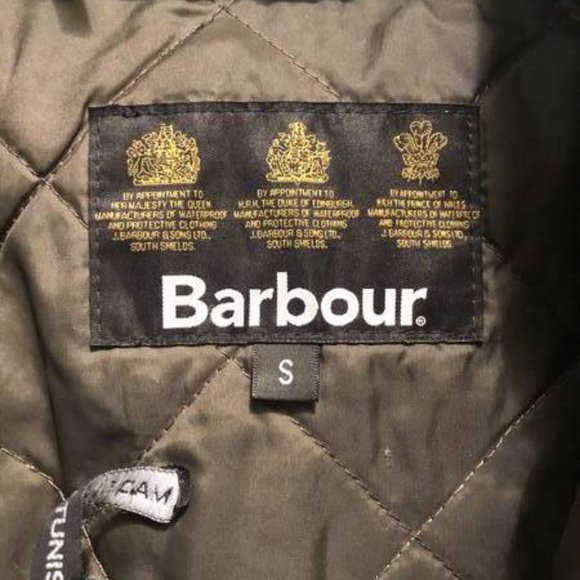 BY APPOINTMENT TO
HER MAJESTY THE QUEEN
MANUFACTURERS OF WATERPROOF
AND PROTECTIVE CLOTHING
J. BARBOUR & SONS LTD.,
SOUTH SHIELDS.
BY APPOINTMENT TO
H.R.H. THE DUKE OF EDINBURGH,
MANUFACTURERS OF WATERPROOF
AND PROTECTIVE CLOTHING
J. BARBOUR & SONS LTD.,
SOUTH SHIELDS.
BY APPOINTMENT TO
H.R.H. THE PRINCE OF WALES
MANUFACTURERS OF WATERPROOF
AND PROTECTIVE CLOTHING
J. BARBOUR & SONS LTD.,
SOUTH SHIELDS.
Barbour®
S
TUNIS